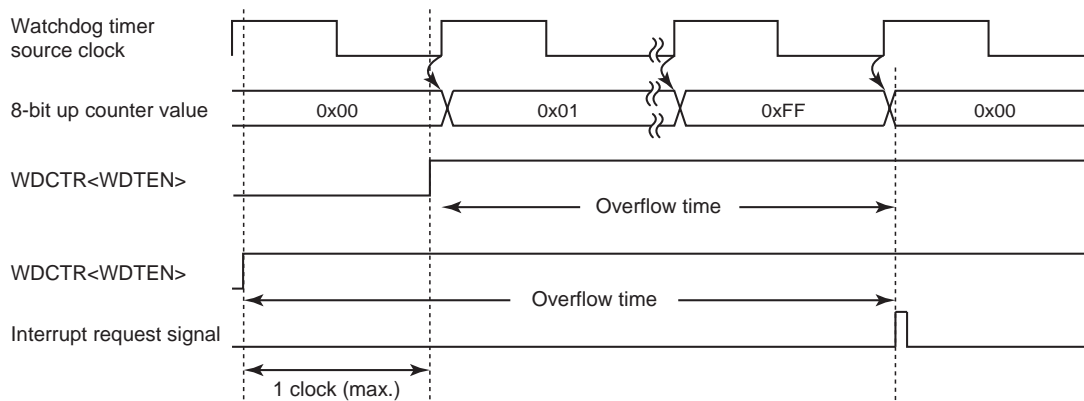 Watchdog timer
source clock
8-bit up counter value
0x00
0x01
0xFF
0x00
WDCTR<WDTEN>
Overflow time
WDCTR<WDTEN>
Overflow time
Interrupt request signal
1 clock (max.)